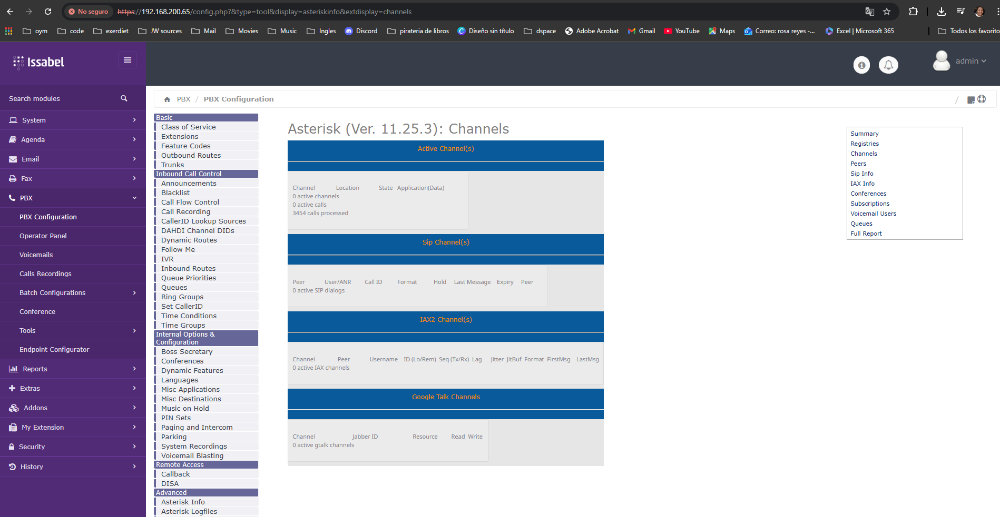 No seguro
https://192.168.200.65/config.php?&type=tool&display=asteriskinfo&extdisplay=channels
oym
code
exerdiet
JW sources
Mail
Movies
Music
Ingles
Discord
pirateria de libros
Diseño sin título
dspace
Adobe Acrobat
Gmail
YouTube
Maps
Correo: rosa reyes -...
Excel | Microsoft 365
Todos los favorito
Issabel
admin
Search modules
System
Agenda
Email
Fax
PBX
PBX Configuration
Operator Panel
Voicemails
Calls Recordings
Batch Configurations
Conference
Tools
Endpoint Configurator
Reports
Extras
Addons
My Extension
Security
History
PBX / PBX Configuration
/
Basic
Class of Service
Extensions
Feature Codes
Outbound Routes
Trunks
Inbound Call Control
Announcements
Blacklist
Call Flow Control
Call Recording
CallerID Lookup Sources
DAHDI Channel DIDs
Dynamic Routes
Follow Me
IVR
Inbound Routes
Queue Priorities
Queues
Ring Groups
Set CallerID
Time Conditions
Time Groups
Internal Options &
Configuration
Boss Secretary
Conferences
Dynamic Features
Languages
Misc Applications
Misc Destinations
Music on Hold
PIN Sets
Paging and Intercom
Parking
System Recordings
Voicemail Blasting
Remote Access
Callback
DISA
Advanced
Asterisk Info
Asterisk Logfiles
Asterisk (Ver. 11.25.3): Channels
Active Channel(s)
Channel Location State Application(Data)
0 active channels
0 active calls
3454 calls processed
Sip Channel(s)
Peer User/ANR Call ID Format Hold Last Message Expiry Peer
0 active SIP dialogs
IAX2 Channel(s)
Channel Peer Username ID (Lo/Rem) Seq (Tx/Rx) Lag Jitter JitBuf Format FirstMsg LastMsg
0 active IAX channels
Google Talk Channels
Channel Jabber ID Resource Read Write
0 active gtalk channels
Summary
Registries
Channels
Peers
Sip Info
IAX Info
Conferences
Subscriptions
Voicemail Users
Queues
Full Report